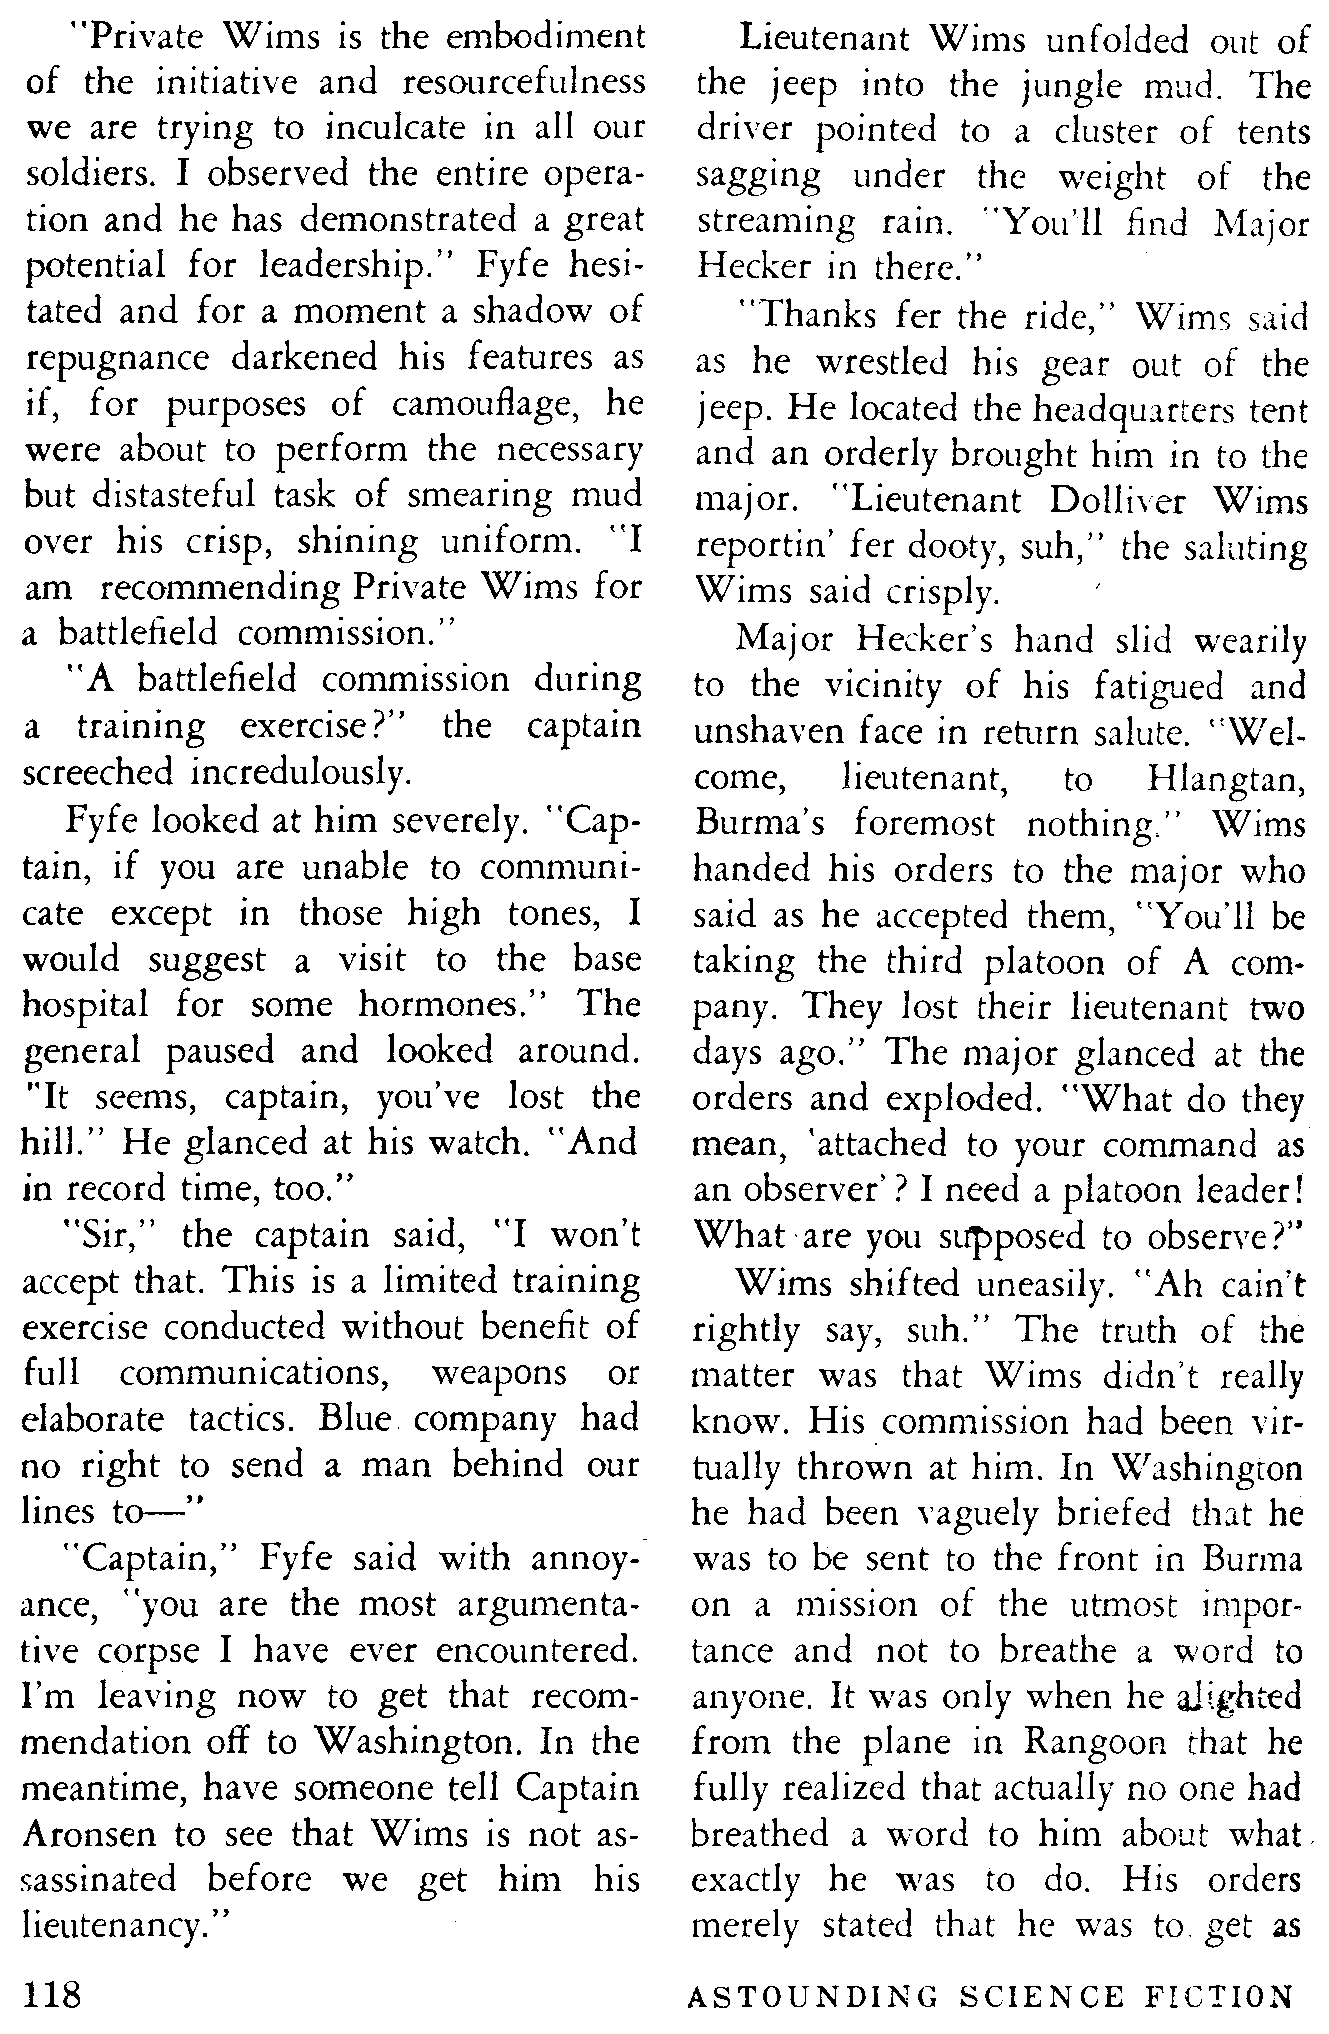 "Private Wims is the embodiment
of the initiative and resourcefulness
we are trying to inculcate in all our
soldiers. I observed the entire opera-
tion and he has demonstrated a great
potential for leadership." Fyfe hesi-
tated and for a moment a shadow of
repugnance darkened his features as
if, for purposes of camouflage, he
were about to perform the necessary
but distasteful task of smearing mud
over his crisp, shining uniform. "I
am recommending Private Wims for
a battlefield commission."
"A battlefield commission during
a training exercise?" the captain
screeched incredulously.
Fyfe looked at him severely. "Cap-
tain, if you are unable to communi-
cate except in those high tones, I
would suggest a visit to the base
hospital for some hormones." The
general paused and looked around.
"It seems, captain, you've lost the
hill." He glanced at his watch. "And
in record time, too."
"Sir," the captain said, "I won't
accept that. This is a limited training
exercise conducted without benefit of
full communications, weapons or
elaborate tactics. Blue company had
no right to send a man behind our
lines to—"
"Captain," Fyfe said with annoy-
ance, "you are the most argumenta-
tive corpse I have ever encountered.
I'm leaving now to get that recom-
mendation off to Washington. In the
meantime, have someone tell Captain
Aronsen to see that Wims is not as-
sassinated before we get him his
lieutenancy."
Lieutenant Wims unfolded out of
the jeep into the jungle mud. The
driver pointed to a cluster of tents
sagging under the weight of the
streaming rain. "You'll find Major
Hecker in there."
"Thanks fer the ride," Wims said
as he wrestled his gear out of the
jeep. He located the headquarters tent
and an orderly brought him in to the
major. "Lieutenant Dolliver Wims
reportin' fer dooty, suh," the saluting
Wims said crisply.
Major Hecker's hand slid wearily
to the vicinity of his fatigued and
unshaven face in return salute. "Wel-
come, lieutenant, to Hlangtan,
Burma's foremost nothing." Wims
handed his orders to the major who
said as he accepted them, "You'll be
taking the third platoon of A com-
pany. They lost their lieutenant two
days ago." The major glanced at the
orders and exploded. "What do they
mean, 'attached to your command as
an observer'? I need a platoon leader!
What are you supposed to observe?"
Wims shifted uneasily. "Ah cain't
rightly say, suh." The truth of the
matter was that Wims didn't really
know. His commission had been vir-
tually thrown at him. In Washington
he had been vaguely briefed that he
was to be sent to the front in Burma
on a mission of the utmost impor-
tance and not to breathe a word to
anyone. It was only when he alighted
from the plane in Rangoon that he
fully realized that actually no one had
breathed a word to him about what
exactly he was to do. His orders
merely stated that he was to get as
118
ASTOUNDING SCIENCE FICTION